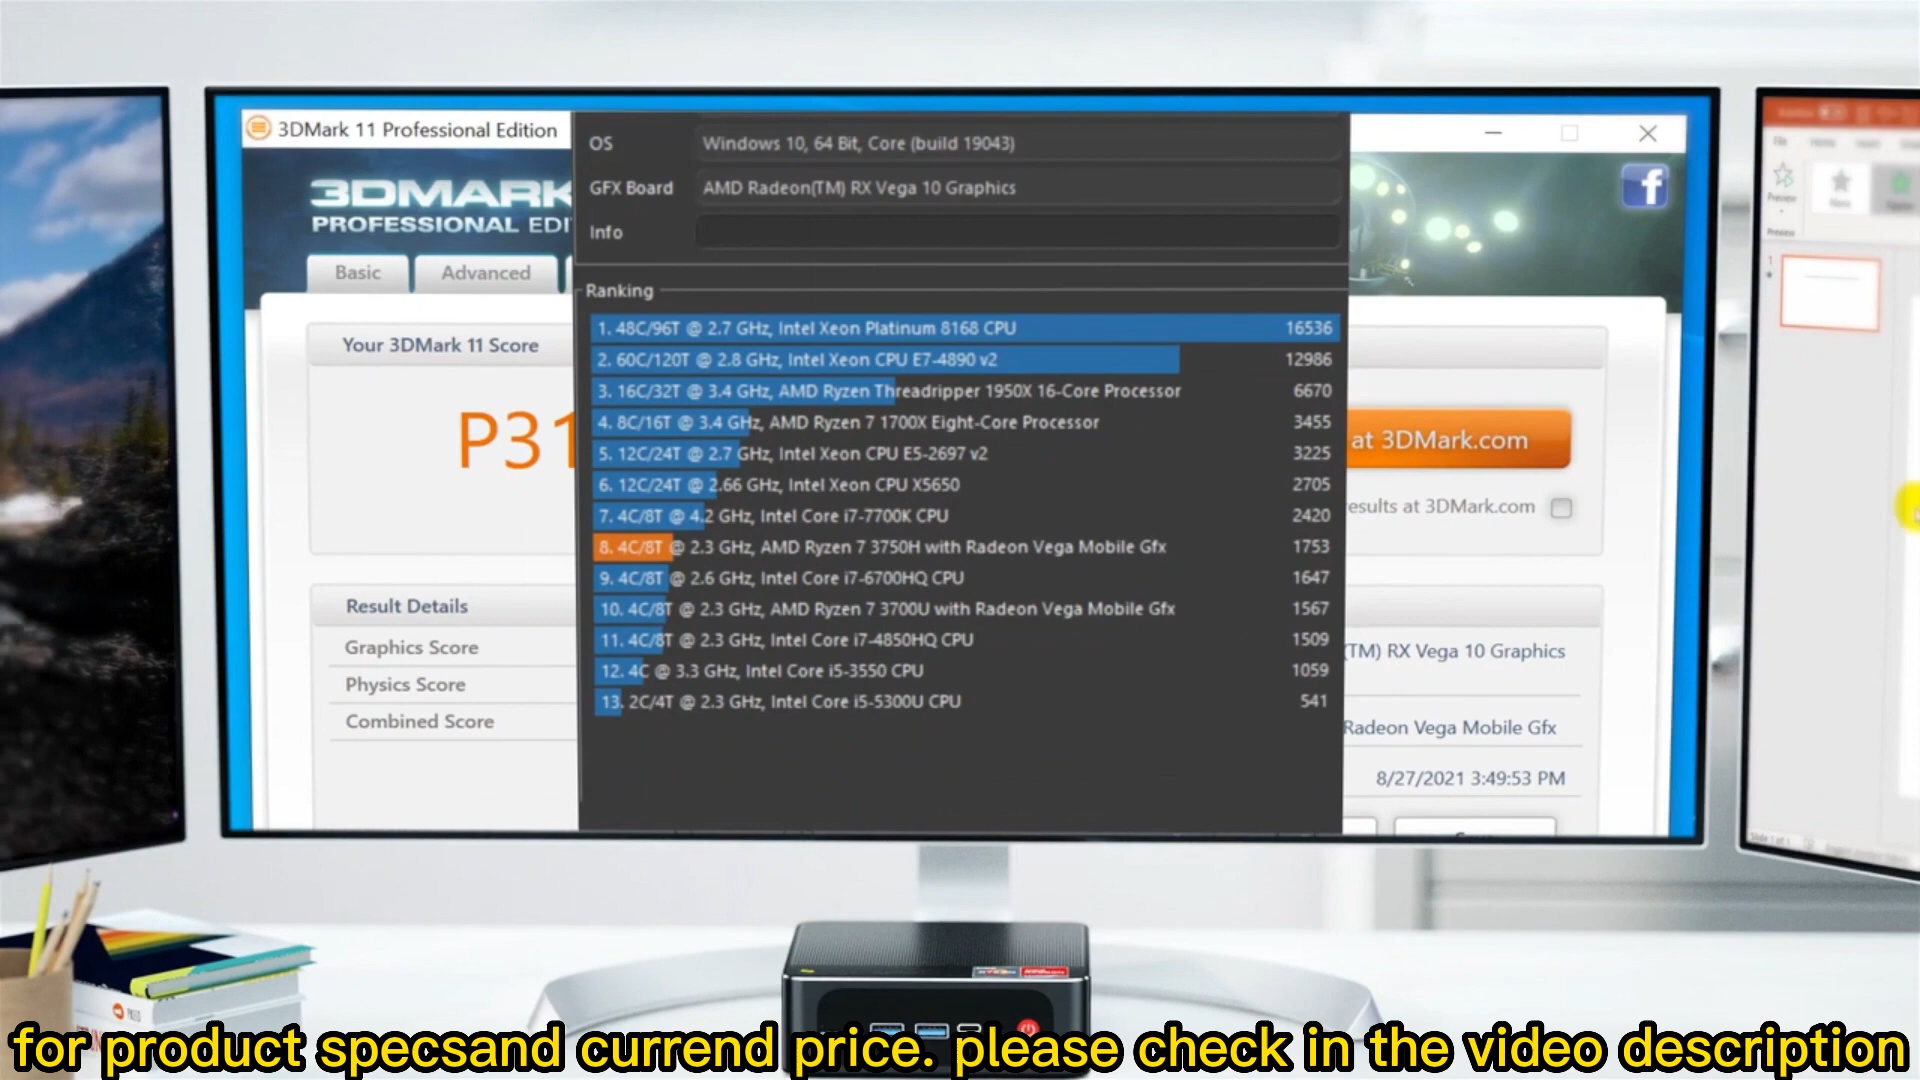 3DMark 11 Professional Edition
3DMARK
PROFESSIONAL EDI
Basic
Advanced
Your 3DMark 11 Score
P31
Result Details
Graphics Score
Physics Score
Combined Score
OS
Windows 10, 64 Bit, Core (build 19043)
GFX Board
AMD Radeon(TM) RX Vega 10 Graphics
Info
Ranking
1. 48C/96T @ 2.7 GHz, Intel Xeon Platinum 8168 CPU 16536
2. 60C/120T @ 2.8 GHz, Intel Xeon CPU E7-4890 v2 12986
3. 16C/32T @ 3.4 GHz, AMD Ryzen Threadripper 1950X 16-Core Processor 6670
4. 8C/16T @ 3.4 GHz, AMD Ryzen 7 1700X Eight-Core Processor 3455
5. 12C/24T @ 2.7 GHz, Intel Xeon CPU E5-2697 v2 3225
6. 12C/24T @ 2.66 GHz, Intel Xeon CPU X5650 2705
7. 4C/8T @ 4.2 GHz, Intel Core i7-7700K CPU 2420
8. 4C/8T @ 2.3 GHz, AMD Ryzen 7 3750H with Radeon Vega Mobile Gfx 1753
9. 4C/8T @ 2.6 GHz, Intel Core i7-6700HQ CPU 1647
10. 4C/8T @ 2.3 GHz, AMD Ryzen 7 3700U with Radeon Vega Mobile Gfx 1567
11. 4C/8T @ 2.3 GHz, Intel Core i7-4850HQ CPU 1509
12. 4C @ 3.3 GHz, Intel Core i5-3550 CPU 1059
13. 2C/4T @ 2.3 GHz, Intel Core i5-5300U CPU 541
f
at 3DMark.com
esults at 3DMark.com
(TM) RX Vega 10 Graphics
Radeon Vega Mobile Gfx
8/27/2021 3:49:53 PM
Preview
Preview
for product specsand currend price. please check in the video description